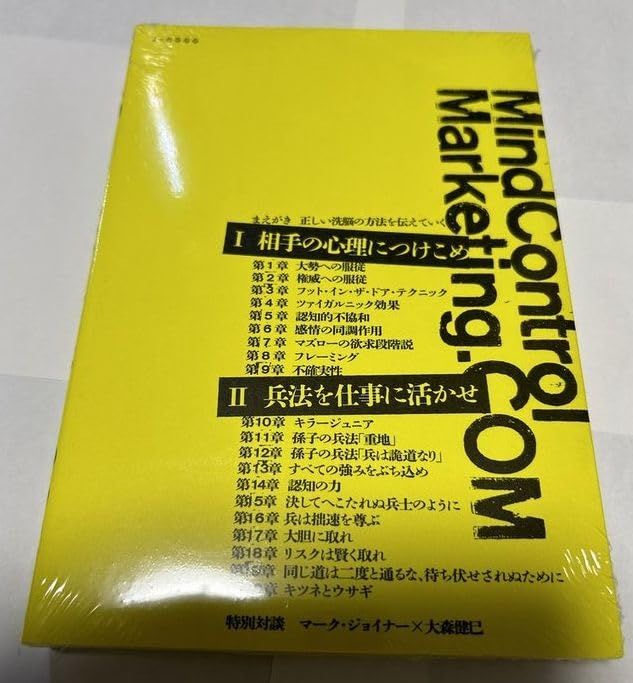 MindControl
Marketing.COM
まえがき 正しい洗脳の方法を伝えていく
I 相手の心理につけこめ
第1章 大勢への服従
第2章 権威への服従
第3章 フット・イン・ザ・ドア・テクニック
第4章 ツァイガルニック効果
第5章 認知的不協和
第6章 感情の同調作用
第7章 マズローの欲求段階説
第8章 フレーミング
第9章 不確実性
II 兵法を仕事に活かせ
第10章 キラージュニア
第11章 孫子の兵法「重地」
第12章 孫子の兵法「兵は詭道なり」
第13章 すべての強みをぶち込め
第14章 認知の力
第15章 決してへこたれぬ兵士のように
第16章 兵は拙速を尊ぶ
第17章 大胆に取れ
第18章 リスクは賢く取れ
章 同じ道は二度と通るな、待ち伏せされぬために
章 キツネとウサギ
特別対談 マーク・ジョイナー×大森健巳